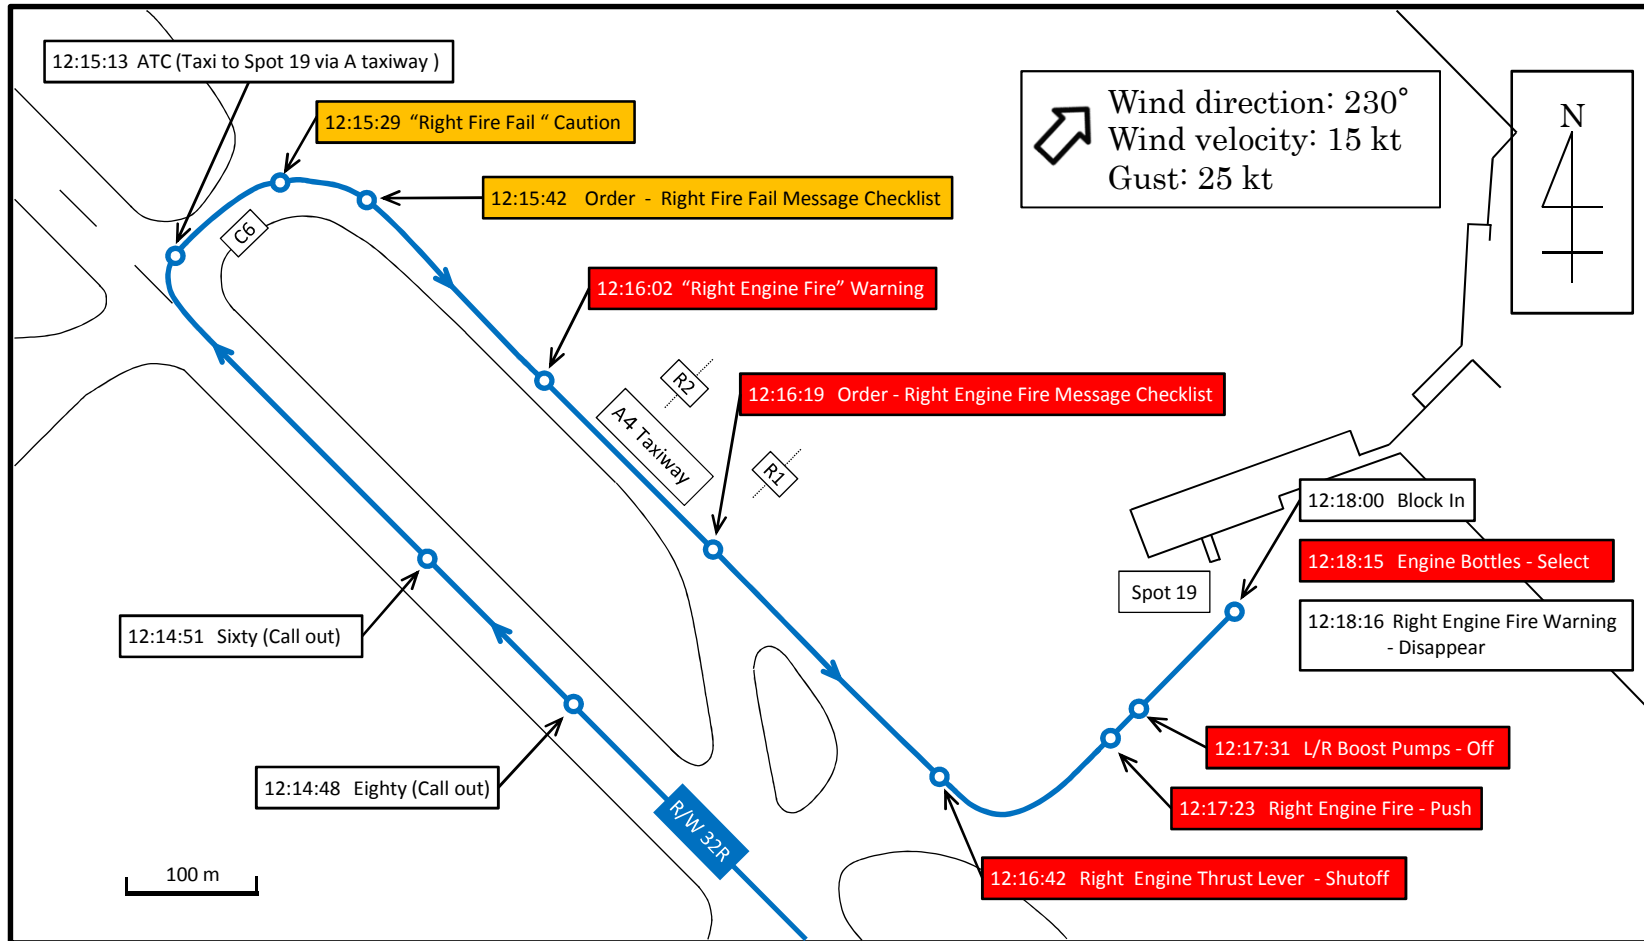 12:15:13 ATC (Taxi to Spot 19 via A taxiway )
12:15:29 “Right Fire Fail “ Caution
Wind direction: 230°
Wind velocity: 15 kt
Gust: 25 kt
N
12:15:42 Order - Right Fire Fail Message Checklist
C6
12:16:02 “Right Engine Fire” Warning
R2
12:16:19 Order - Right Engine Fire Message Checklist
A4 Taxiway
R1
12:18:00 Block In
12:18:15 Engine Bottles - Select
Spot 19
12:18:16 Right Engine Fire Warning
- Disappear
12:14:51 Sixty (Call out)
12:17:31 L/R Boost Pumps - Off
12:14:48 Eighty (Call out)
12:17:23 Right Engine Fire - Push
R/W 32R
100 m
12:16:42 Right Engine Thrust Lever - Shutoff